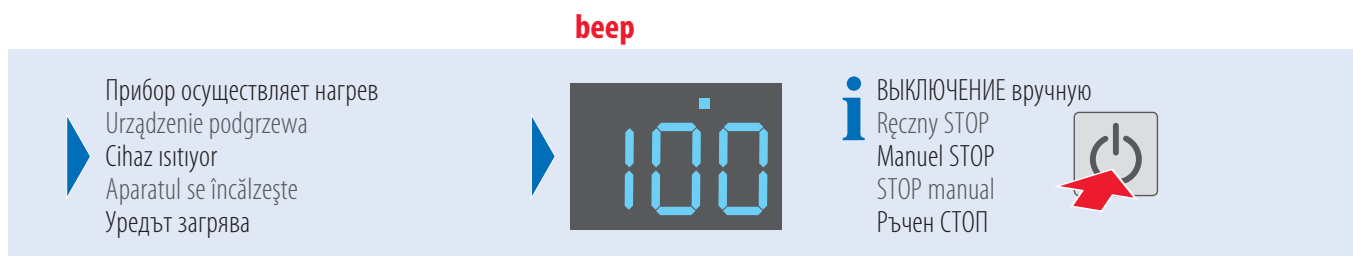 beep
Прибор осуществляет нагрев
Urządzenie podgrzewa
Cihaz ısıtıyor
Aparatul se încălzeşte
Уредът загрява
100
i
ВЫКЛЮЧЕНИЕ вручную
Ręczny STOP
Manuel STOP
STOP manual
Ръчен СТОП